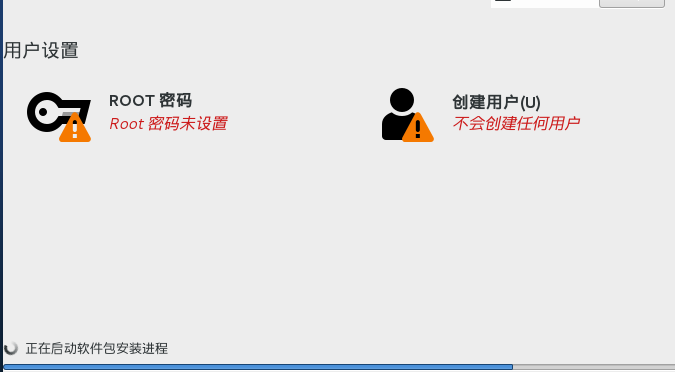 用户设置
ROOT 密码
Root 密码未设置
创建用户(U)
不会创建任何用户
正在启动软件包安装进程